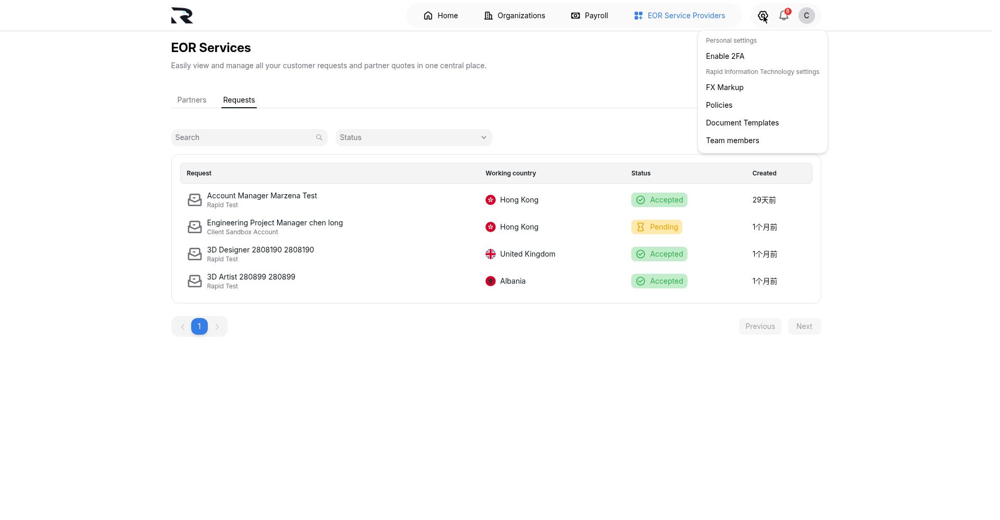 Home
Organizations
Payroll
EOR Service Providers
8
C
EOR Services
Easily view and manage all your customer requests and partner quotes in one central place.
Personal settings
Enable 2FA
Rapid Information Technology settings
FX Markup
Policies
Document Templates
Team members
Partners
Requests
Search
Status
Request
Working country
Status
Created
Account Manager Marzena Test
Rapid Test
Hong Kong
Accepted
29天前
Engineering Project Manager chen long
Client Sandbox Account
Hong Kong
Pending
1个月前
3D Designer 2808190 2808190
Rapid Test
United Kingdom
Accepted
1个月前
3D Artist 280899 280899
Rapid Test
Albania
Accepted
1个月前
1
Previous
Next